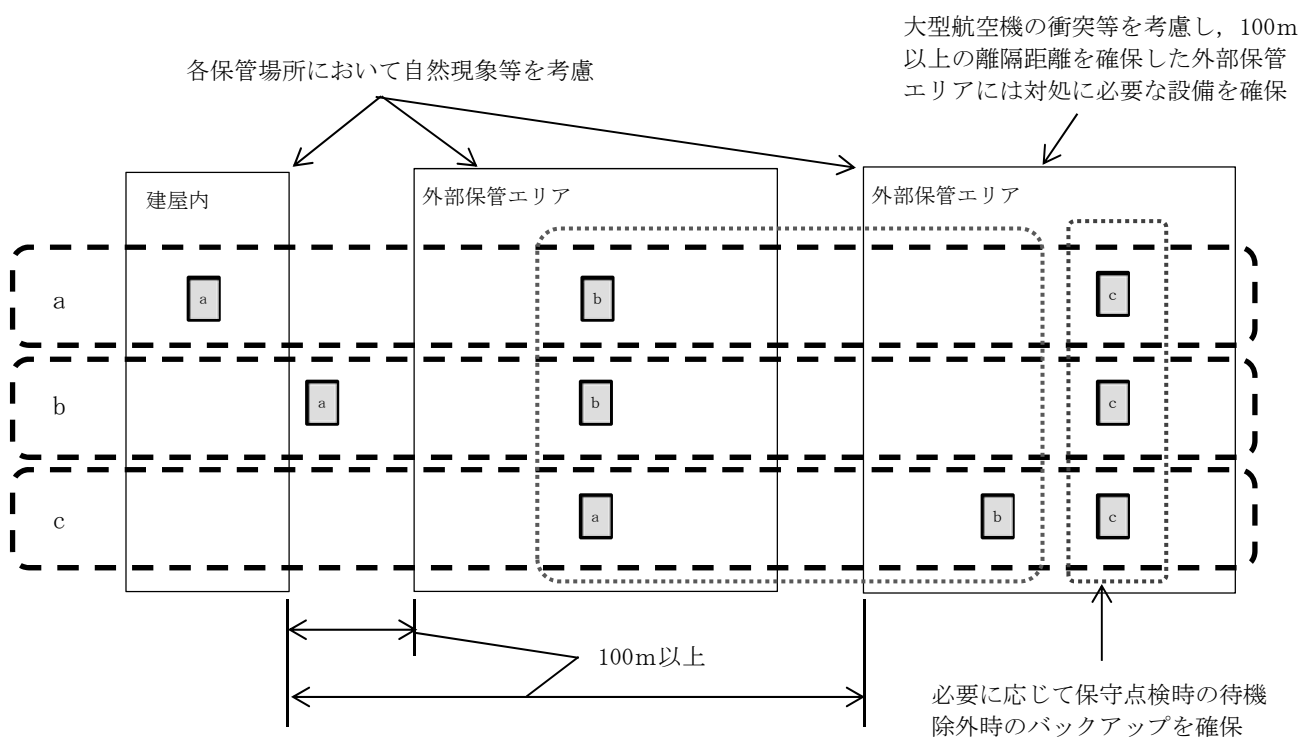 大型航空機の衝突等を考慮し，100m
以上の離隔距離を確保した外部保管
エリアには対処に必要な設備を確保
各保管場所において自然現象等を考慮
建屋内
外部保管エリア
外部保管エリア
a
a
b
c
b
a
b
c
c
a
b
c
100m以上
必要に応じて保守点検時の待機
除外時のバックアップを確保